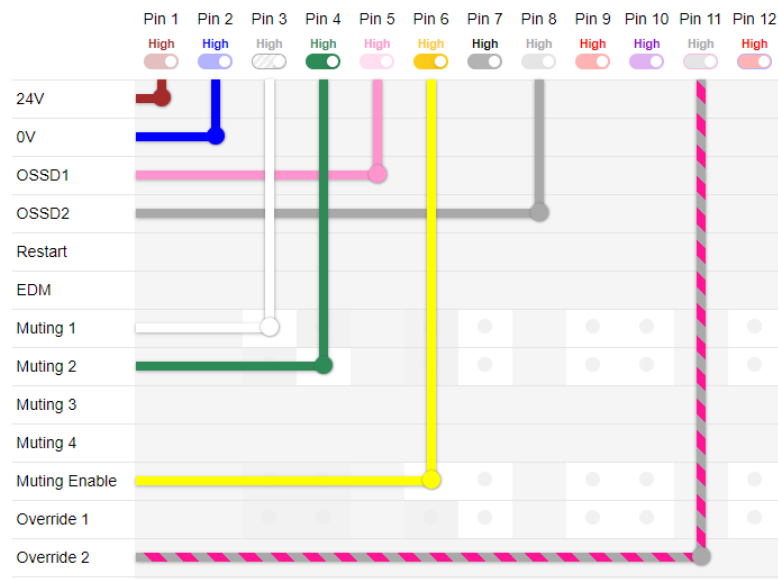 Pin 1 Pin 2 Pin 3 Pin 4 Pin 5 Pin 6 Pin 7 Pin 8 Pin 9 Pin 10 Pin 11 Pin 12
High High High High High High High High High High High High
24V
0V
OSSD1
OSSD2
Restart
EDM
Muting 1
Muting 2
Muting 3
Muting 4
Muting Enable
Override 1
Override 2